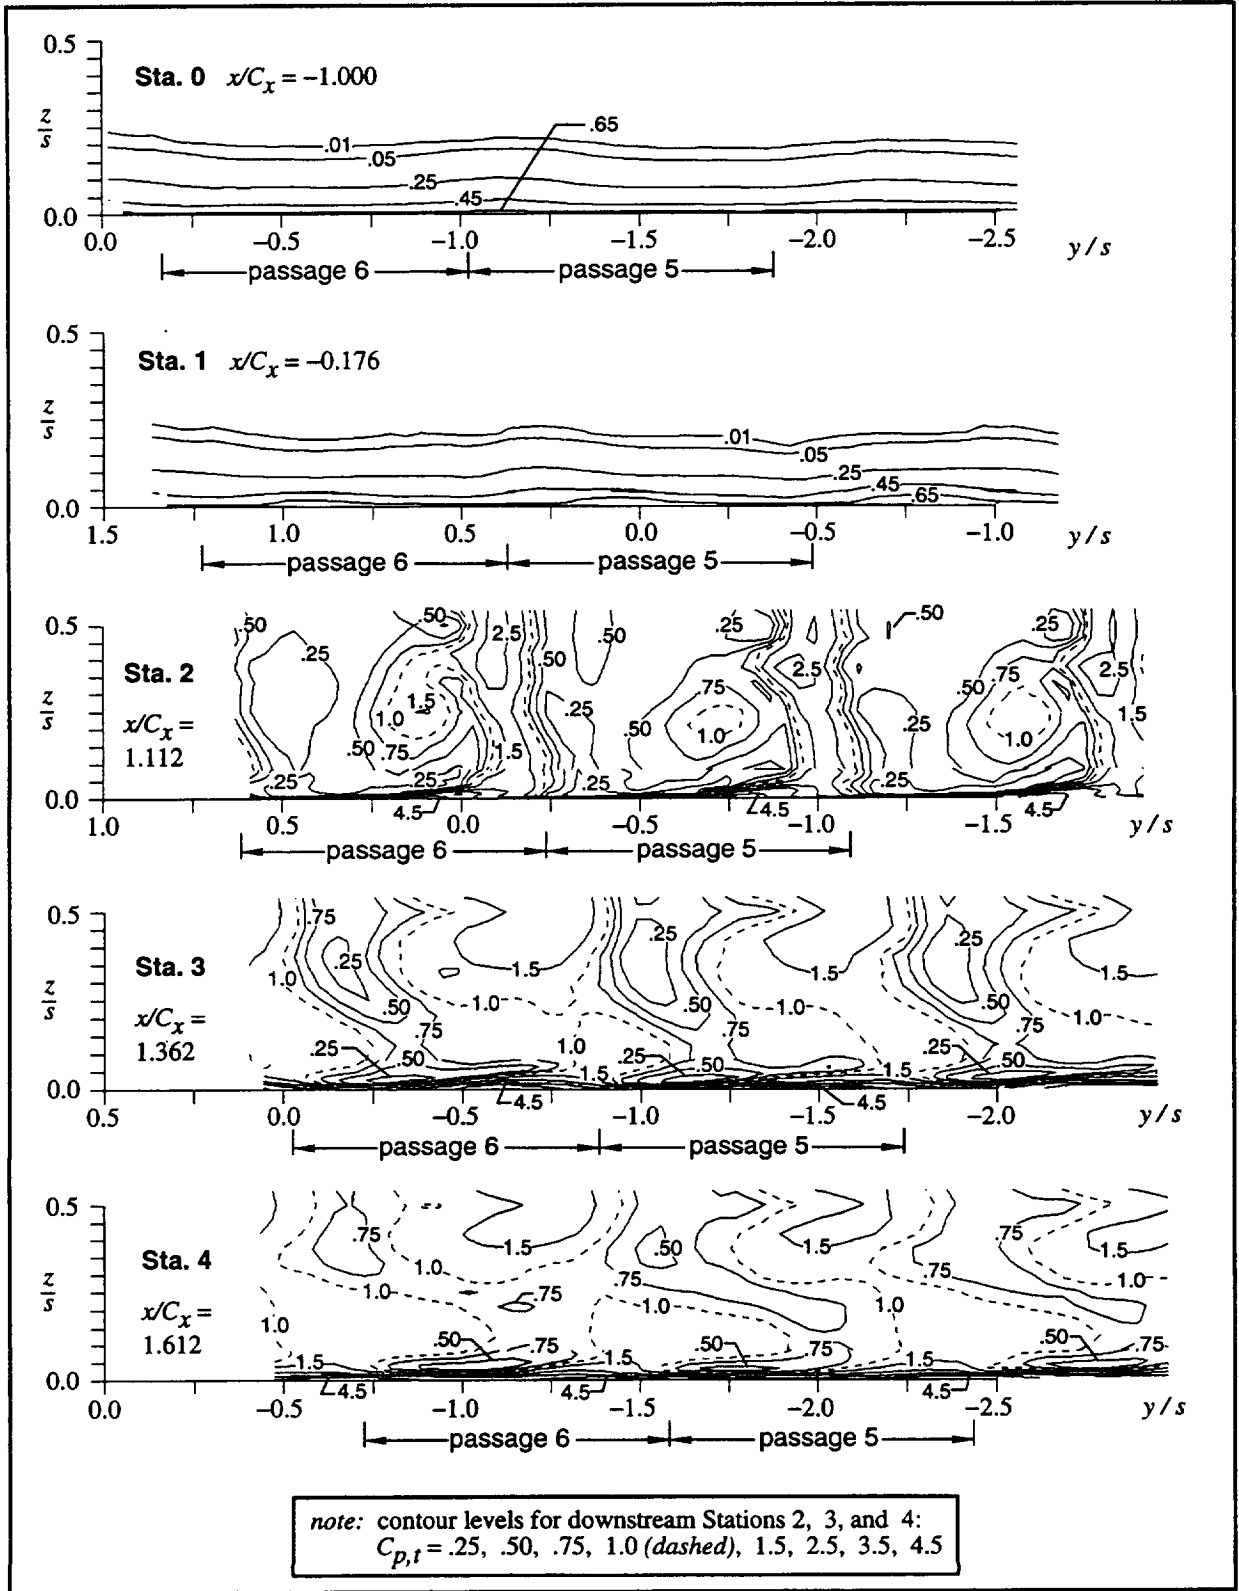 0.5
Sta. 0 x/Cx = −1.000
z/s
.65
.01
.05
.25
.45
0.0
0.0 −0.5 −1.0 −1.5 −2.0 −2.5 y / s
passage 6 passage 5
0.5
Sta. 1 x/Cx = −0.176
z/s
.01
.05
.25
.45
.65
0.0
1.5 1.0 0.5 0.0 −0.5 −1.0 y / s
passage 6 passage 5
.50 .50
0.5 .50 2.5 .50 .25 .25
.25 .50
Sta. 2 2.5 .75 2.5
z/s 1.5 .75 .50
x/Cx = 1.0 .25 .25 1.5
1.112 .50 .75 1.5 .50 1.0 1.0
.25 .25 .25 .25
0.0 4.5 4.5 4.5
1.0 0.5 0.0 −0.5 −1.0 −1.5 y / s
passage 6 passage 5
0.5 .75
.25 .25
Sta. 3 .25 1.5 1.5 1.5
1.0
z/s .50 1.0 .50 1.0 .50 1.0
x/Cx = .75 .75 .75
1.362 .25 1.0 .25 .25
.50 1.5 .50 1.5 .50
0.0 4.5 4.5
0.5 0.0 −0.5 −1.0 −1.5 −2.0 y / s
passage 6 passage 5
0.5
.75 1.5 .50 1.5 .75 1.5
Sta. 4 1.0 .75 .75 1.0
z/s 1.0 .75 1.0 1.0
x/Cx = 1.0
1.612 .50 .75 .50 .75 .50 .75
1.5 1.5 1.5
0.0 4.5 4.5 4.5
0.0 −0.5 −1.0 −1.5 −2.0 −2.5 y / s
passage 6 passage 5
note: contour levels for downstream Stations 2, 3, and 4:
Cp,t = .25, .50, .75, 1.0 (dashed), 1.5, 2.5, 3.5, 4.5